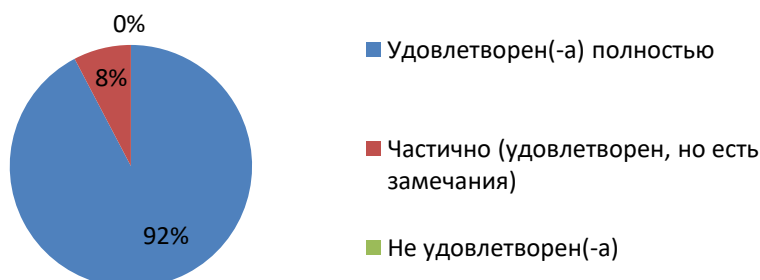 0%
8%
92%
Удовлетворен(-а) полностью
Частично (удовлетворен, но есть
замечания)
Не удовлетворен(-а)